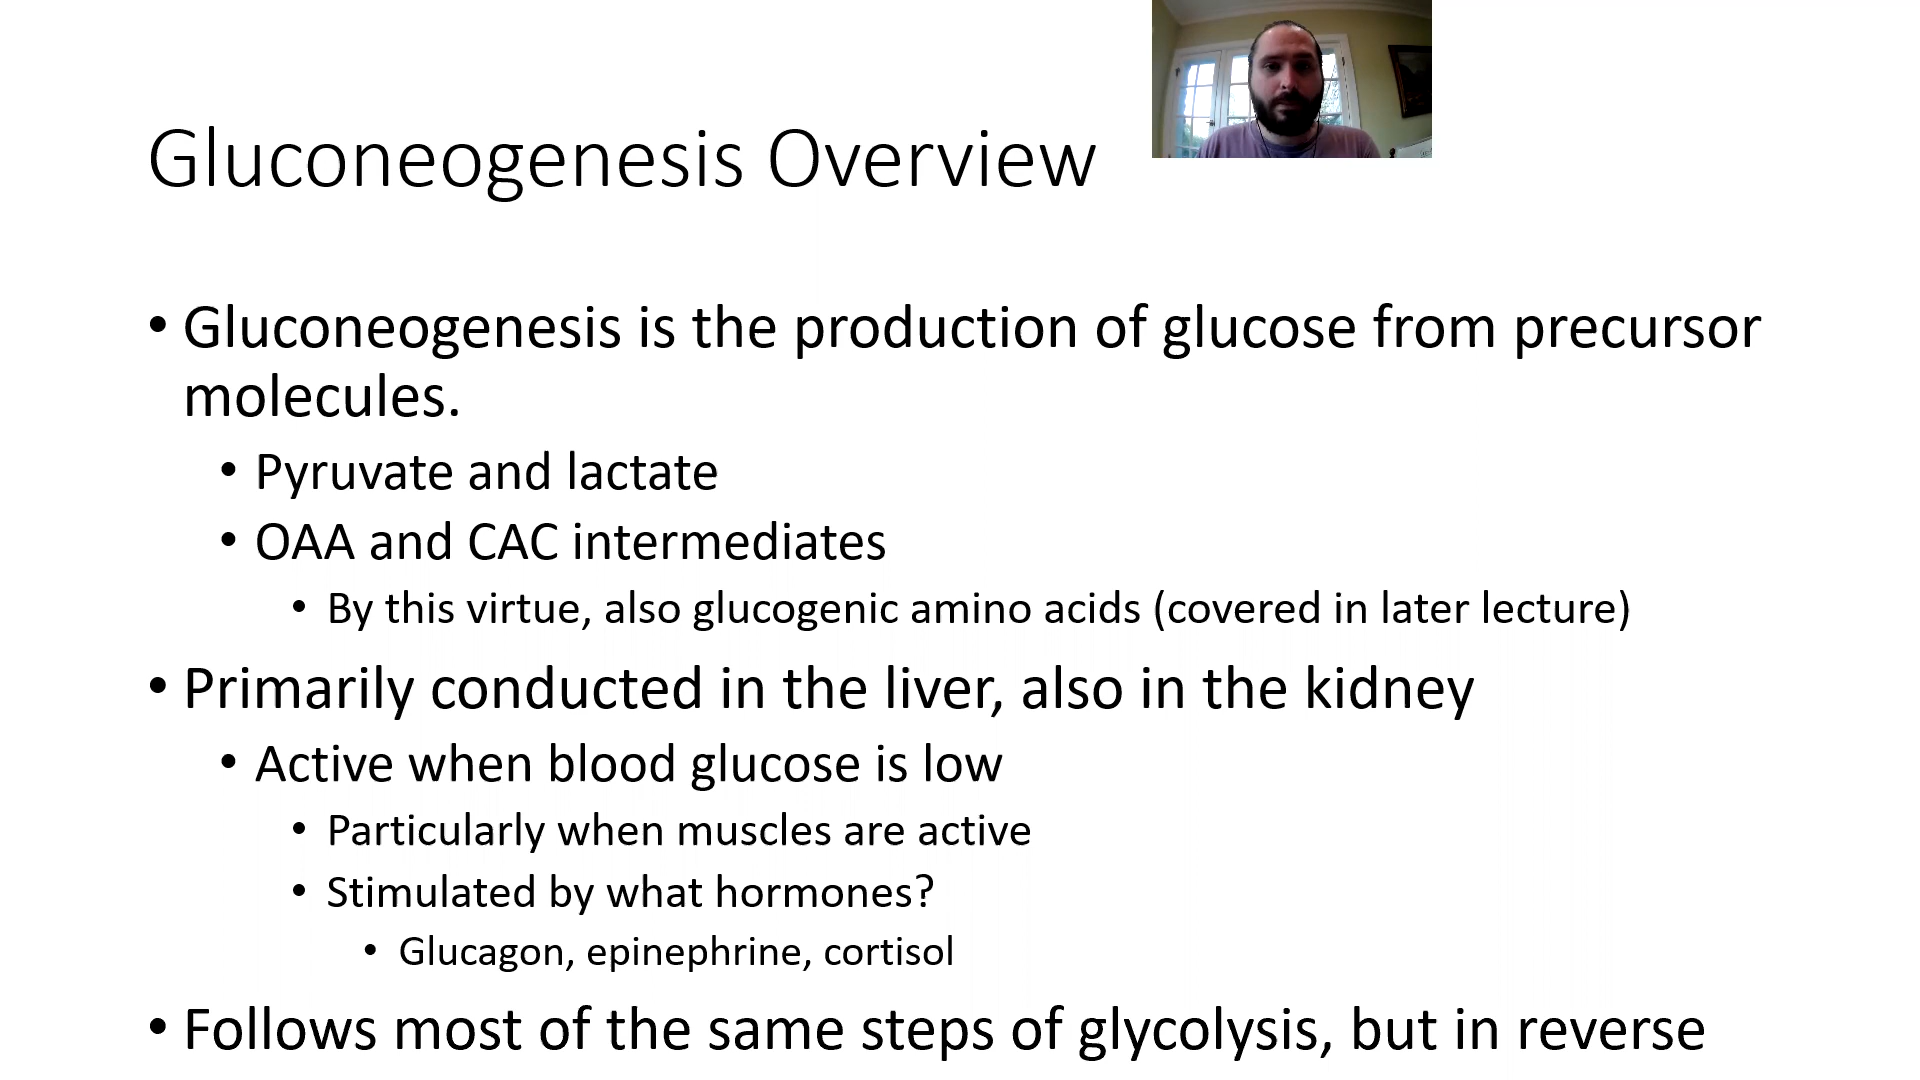 Gluconeogenesis Overview
• Gluconeogenesis is the production of glucose from precursor
molecules.
• Pyruvate and lactate
• OAA and CAC intermediates
• By this virtue, also glucogenic amino acids (covered in later lecture)
• Primarily conducted in the liver, also in the kidney
• Active when blood glucose is low
• Particularly when muscles are active
• Stimulated by what hormones?
• Glucagon, epinephrine, cortisol
• Follows most of the same steps of glycolysis, but in reverse